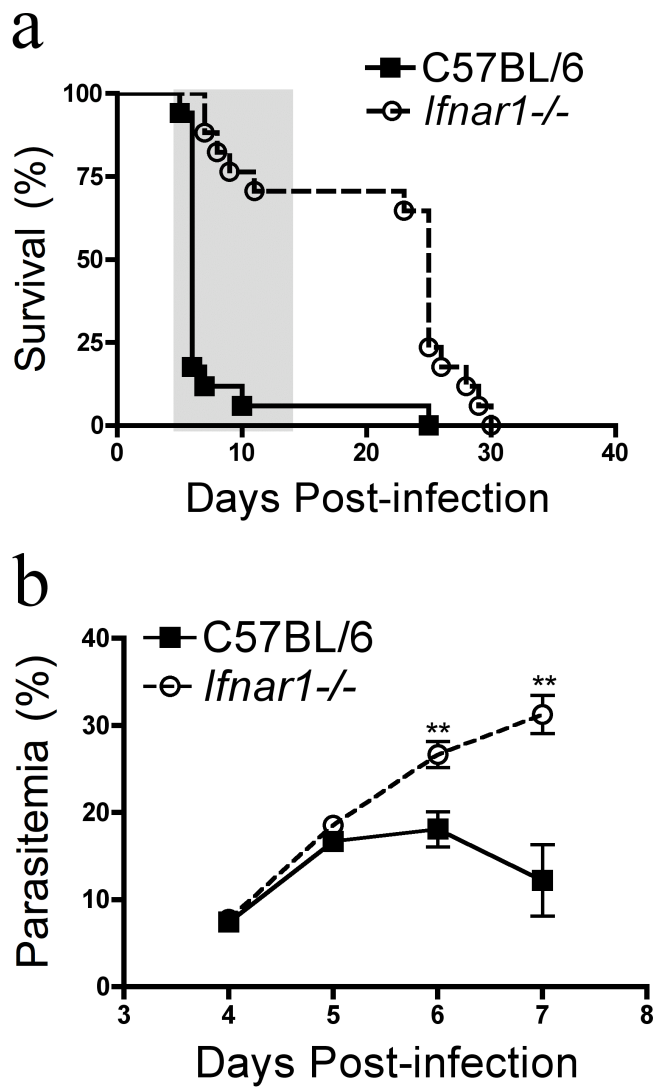 a
C57BL/6
Ifnar1-/-
Survival (%)
100
75
50
25
0
0 10 20 30 40
Days Post-infection
b
C57BL/6
Ifnar1-/-
Parasitemia (%)
40
30
20
10
0
**
**
3 4 5 6 7 8
Days Post-infection